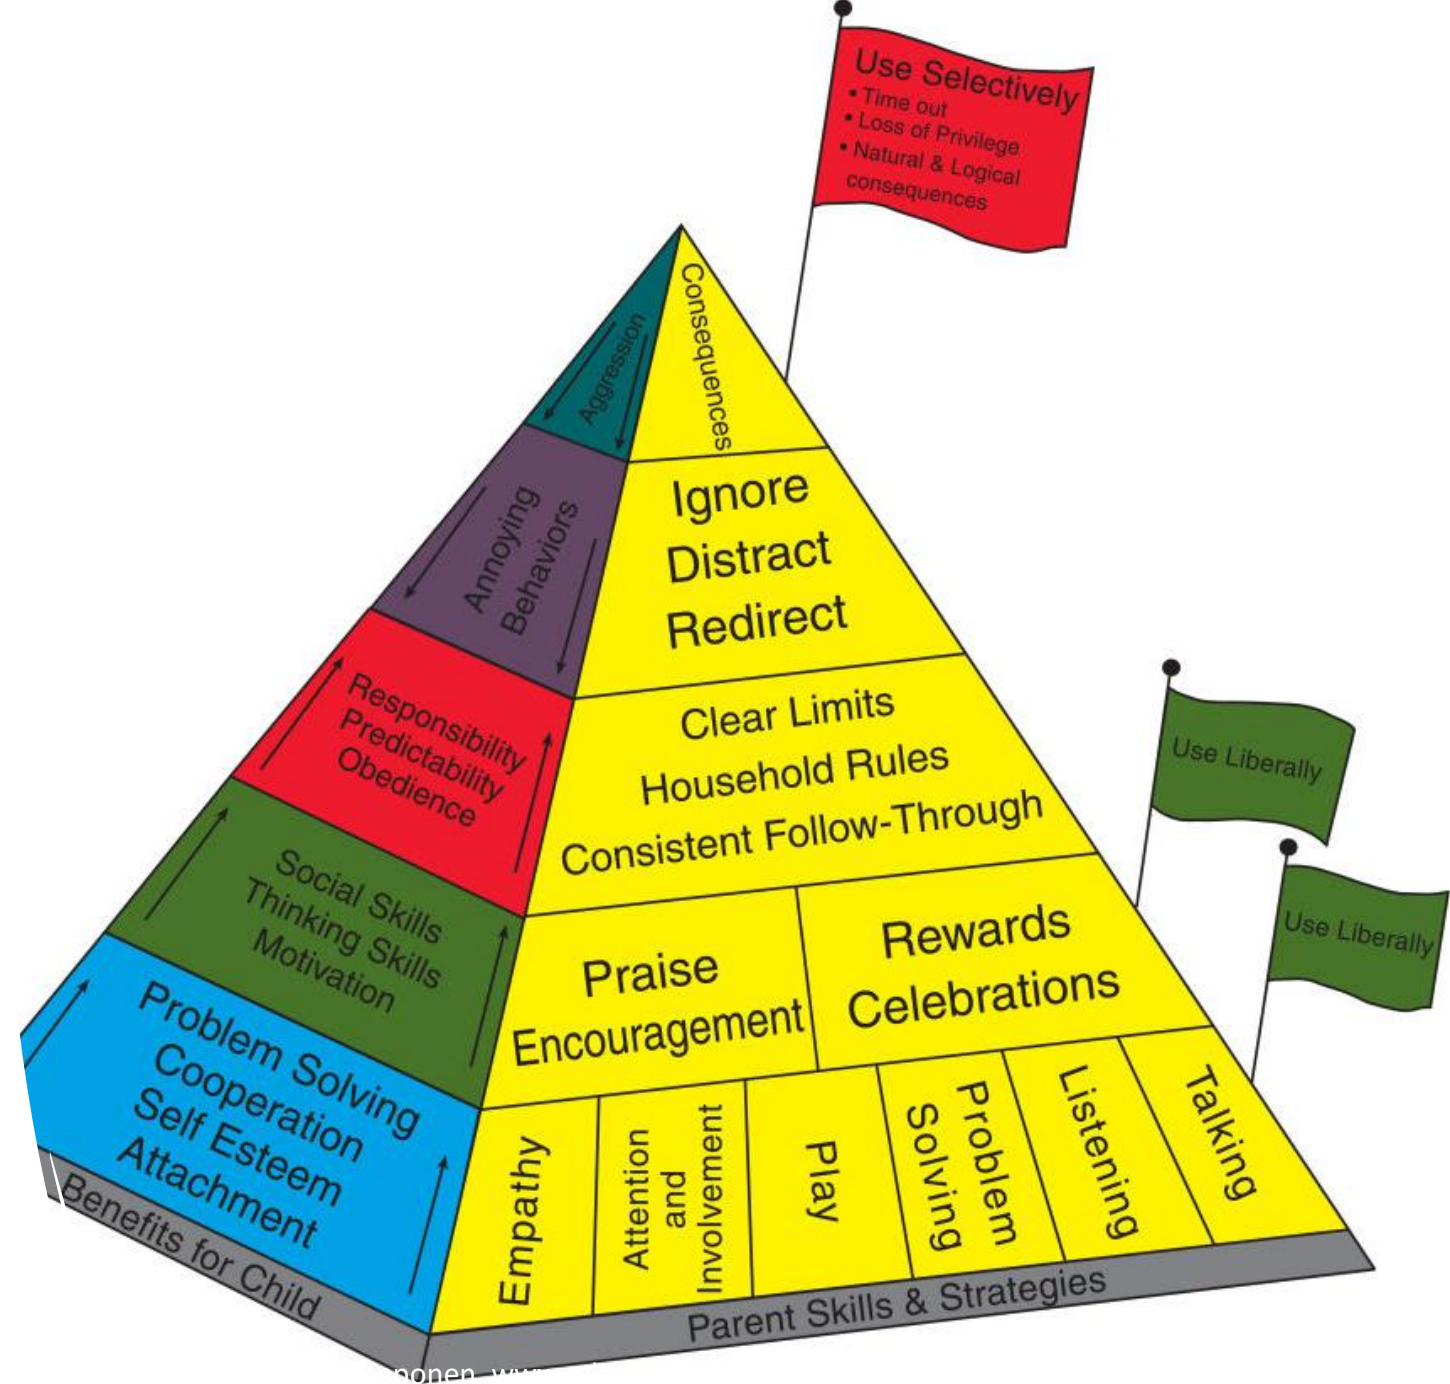 Use Selectively
• Time out
• Loss of Privilege
• Natural & Logical
consequences
Aggression
Consequences
Annoying
Behaviors
Ignore
Distract
Redirect
Responsibility
Predictability
Obedience
Clear Limits
Household Rules
Consistent Follow-Through
Use Liberally
Social Skills
Thinking Skills
Motivation
Praise
Encouragement
Rewards
Celebrations
Use Liberally
Problem Solving
Cooperation
Self Esteem
Attachment
Empathy
Attention
and
Involvement
Play
Problem
Solving
Listening
Talking
Benefits for Child
Parent Skills & Strategies